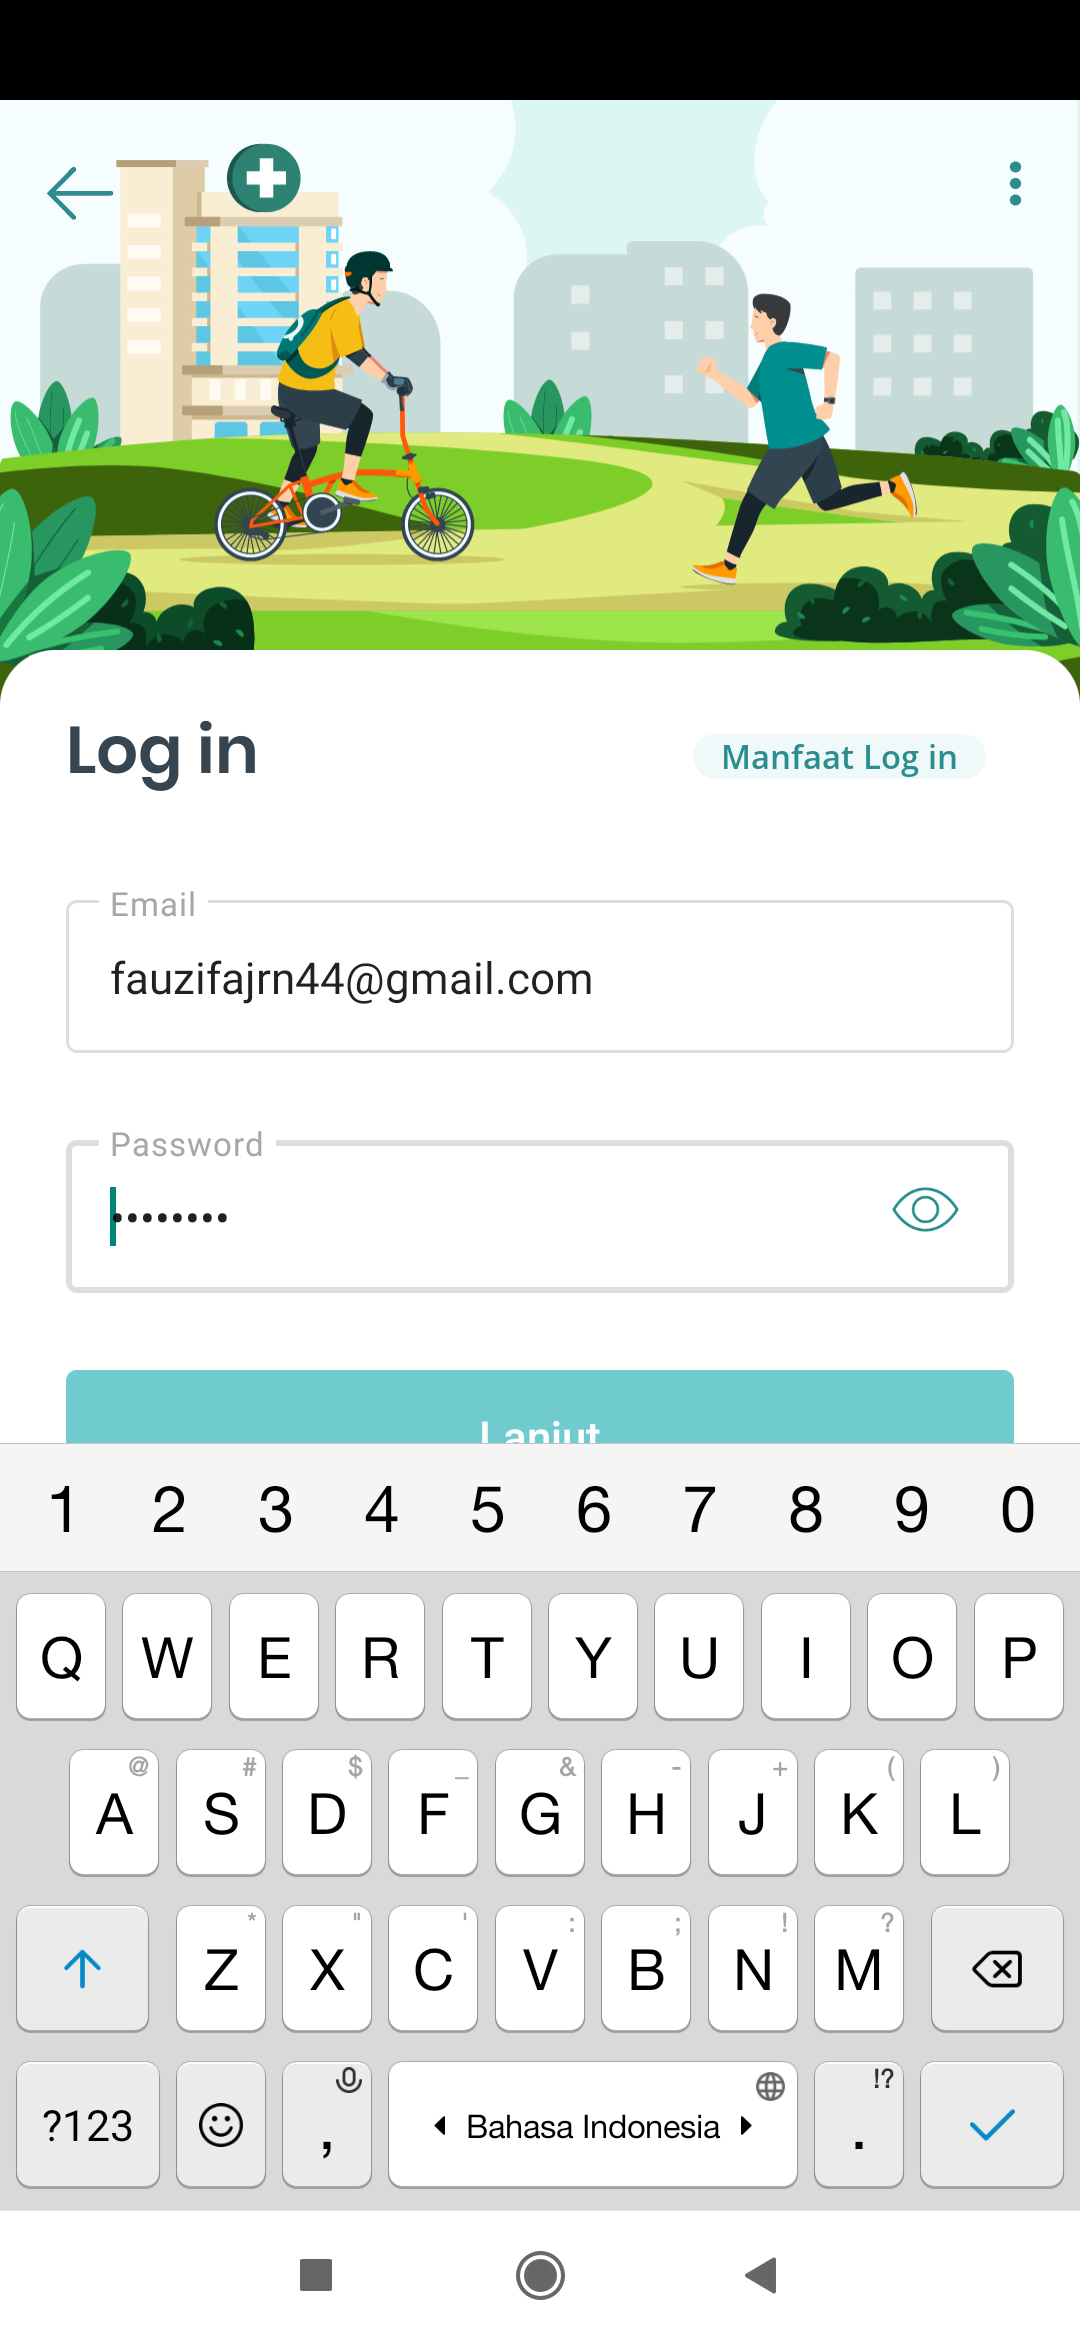 Log in
Manfaat Log in
Email
fauzifajrn44@gmail.com
Password
••••••••
Lanjut
1 2 3 4 5 6 7 8 9 0
Q W E R T Y U I O P
@ # $ _ & - + ( )
A S D F G H J K L
* " ' : ; ! ?
Z X C V B N M
!?
?123 , Bahasa Indonesia .